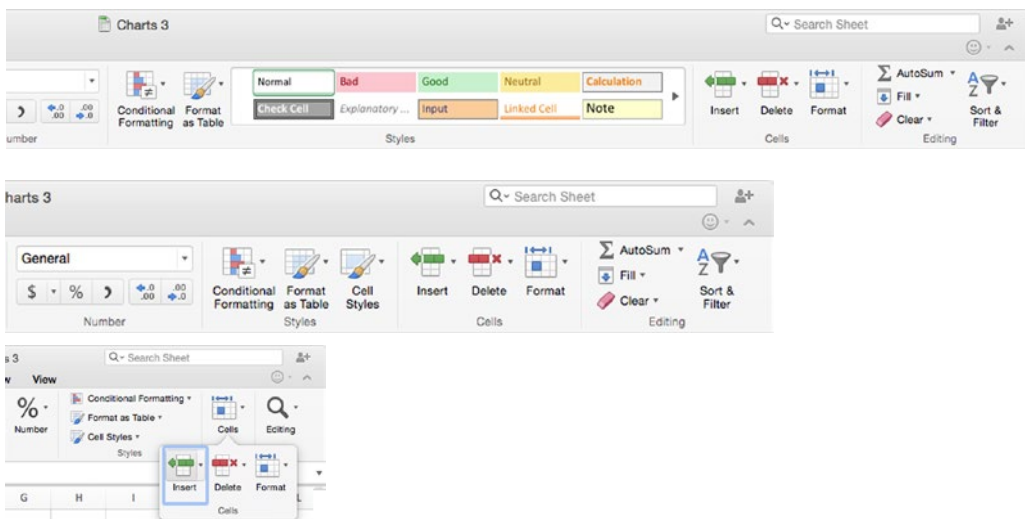 Charts 3
Search Sheet
Normal Bad Good Neutral Calculation
Check Cell Explanatory ... Input Linked Cell Note
Conditional Formatting
Format as Table
Insert Delete Format
AutoSum
Fill
Clear
Sort & Filter
umber Styles Cells Editing
harts 3
Search Sheet
General
$ % )
.0 .00
.00 .0
Conditional Formatting
Format as Table
Cell Styles
Insert Delete Format
AutoSum
Fill
Clear
Sort & Filter
Number Styles Cells Editing
s 3
Search Sheet
w View
%
Number
Conditional Formatting
Format as Table
Cell Styles
Styles
Cells Editing
Insert Delete Format
Cells
G H I L